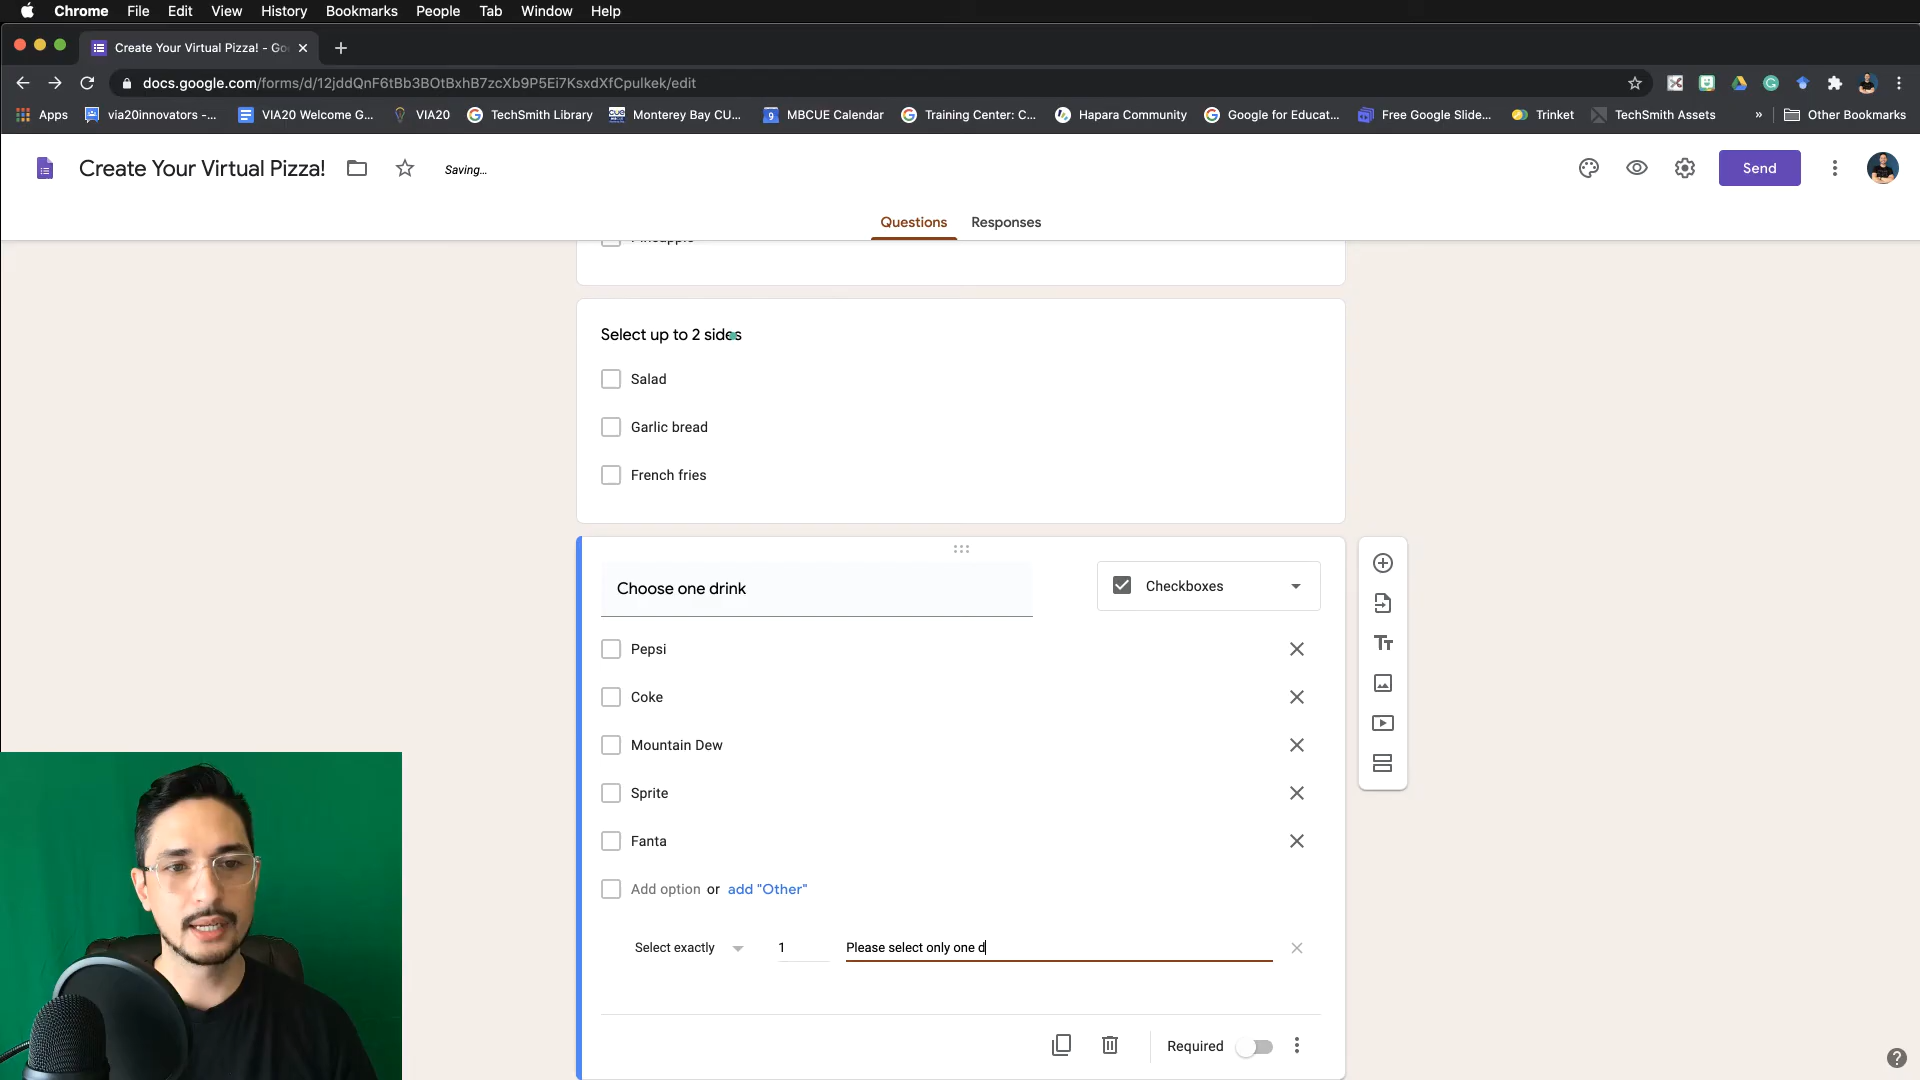 Chrome File Edit View History Bookmarks People Tab Window Help
Create Your Virtual Pizza! - Go
docs.google.com/forms/d/12jddQnF6tBb3BOtBxhB7zcXb9P5Ei7KsxdXfCpulkek/edit
Apps via20innovators -... VIA20 Welcome G... VIA20 TechSmith Library Monterey Bay CU... MBCUE Calendar Training Center: C... Hapara Community Google for Educat... Free Google Slide... Trinket TechSmith Assets » Other Bookmarks
Create Your Virtual Pizza! Saving... Send
Questions Responses
Pineapple
Select up to 2 sides
Salad
Garlic bread
French fries
Choose one drink Checkboxes
Pepsi
Coke
Mountain Dew
Sprite
Fanta
Add option or add "Other"
Select exactly 1 Please select only one d
Required